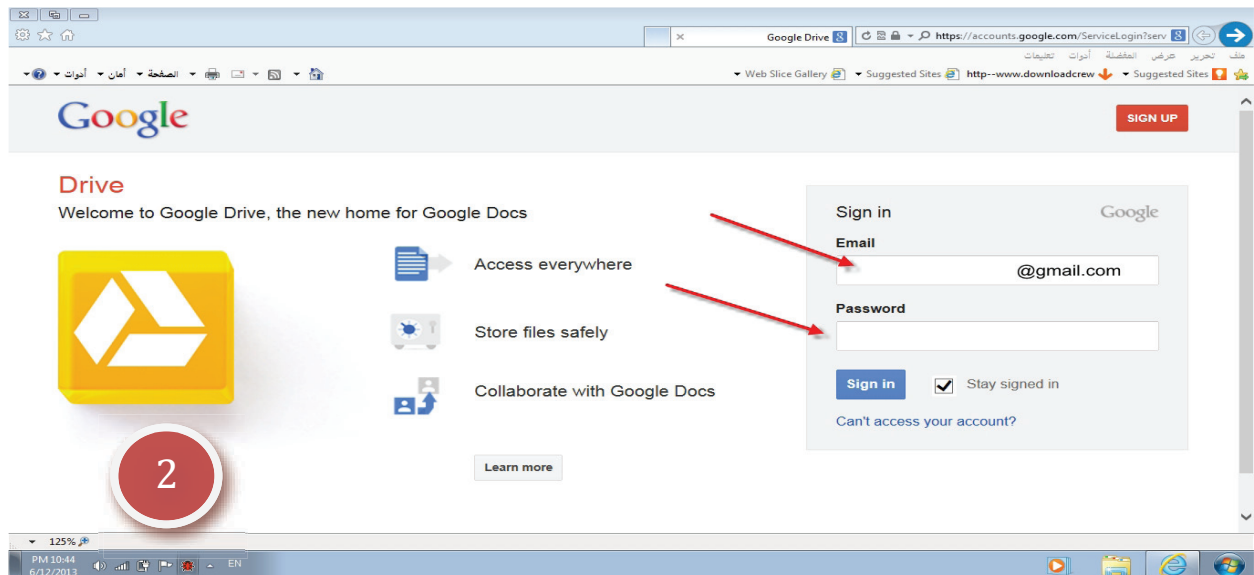 Google Drive
https://accounts.google.com/ServiceLogin?serv
ملف تحرير عرض المفضلة أدوات تعليمات
الصفحة أمان أدوات
Web Slice Gallery Suggested Sites http--www.downloadcrew Suggested Sites
Google
SIGN UP
Drive
Welcome to Google Drive, the new home for Google Docs
Access everywhere
Store files safely
Collaborate with Google Docs
Learn more
Sign in Google
Email
@gmail.com
Password
Sign in Stay signed in
Can't access your account?
2
125%
PM 10:44
6/12/2013
EN